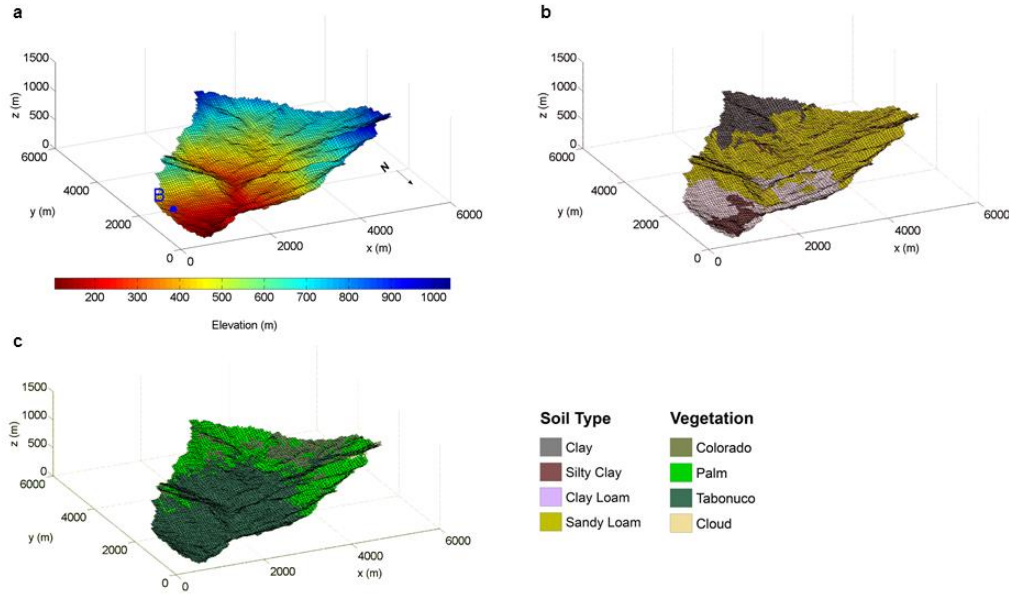 a
z (m)
1500
1000
500
0
6000
4000
y (m)
2000
0
0
2000
x (m)
4000
6000
N
B
200 300 400 500 600 700 800 900 1000
Elevation (m)
b
z (m)
1500
1000
500
0
6000
4000
y (m)
2000
0
0
2000
x (m)
4000
6000
c
z (m)
1500
1000
500
0
6000
4000
y (m)
2000
0
0
2000
x (m)
4000
6000
Soil Type
Clay
Silty Clay
Clay Loam
Sandy Loam
Vegetation
Colorado
Palm
Tabonuco
Cloud